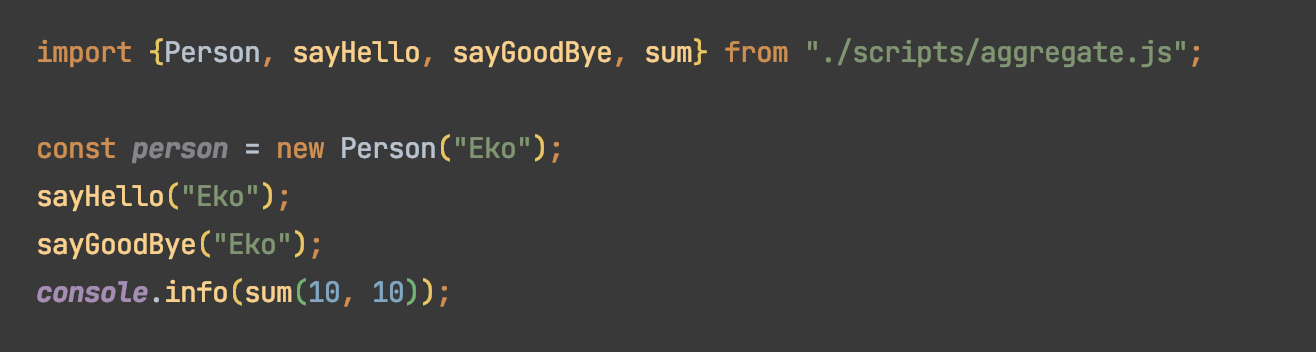 import {Person, sayHello, sayGoodBye, sum} from "./scripts/aggregate.js";
const person = new Person("Eko");
sayHello("Eko");
sayGoodBye("Eko");
console.info(sum(10, 10));